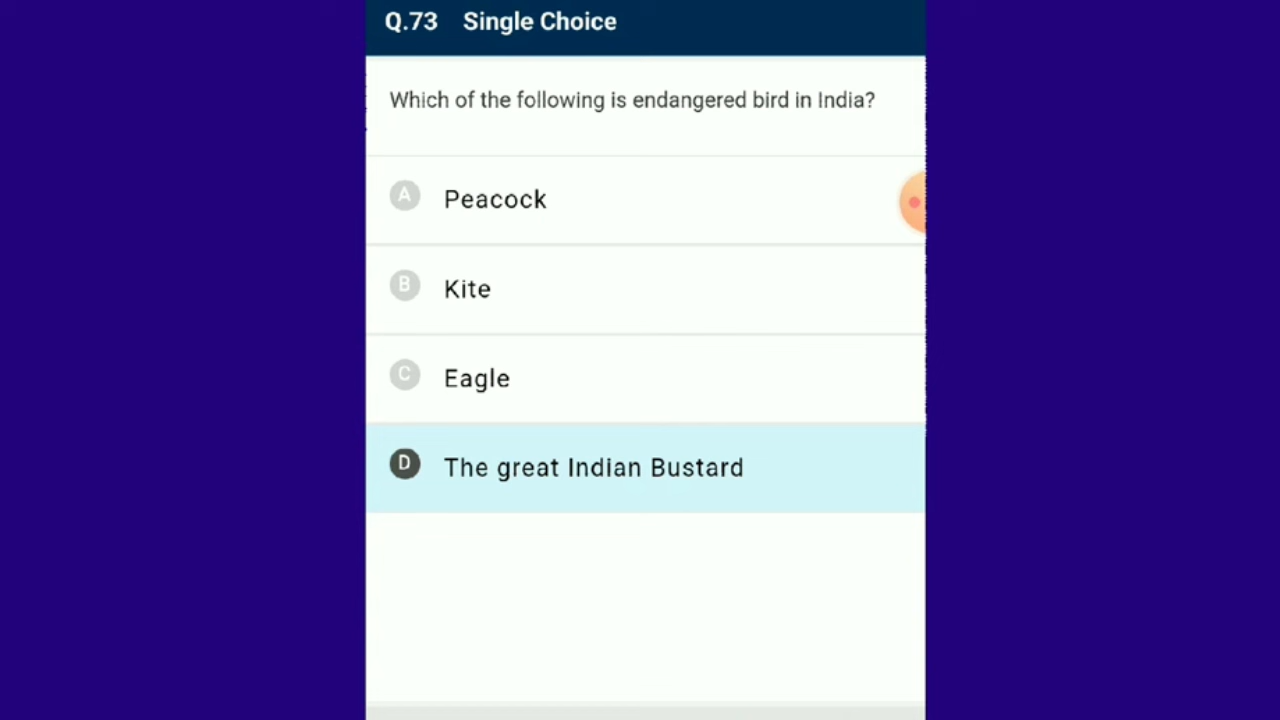 Q.73 Single Choice
Which of the following is endangered bird in India?
A Peacock
B Kite
C Eagle
D The great Indian Bustard